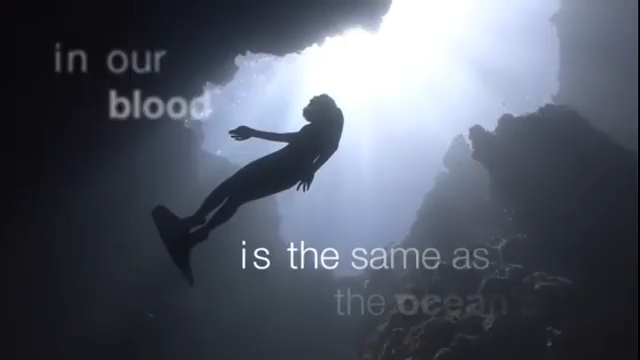 in our
blood
is the same as
the ocean